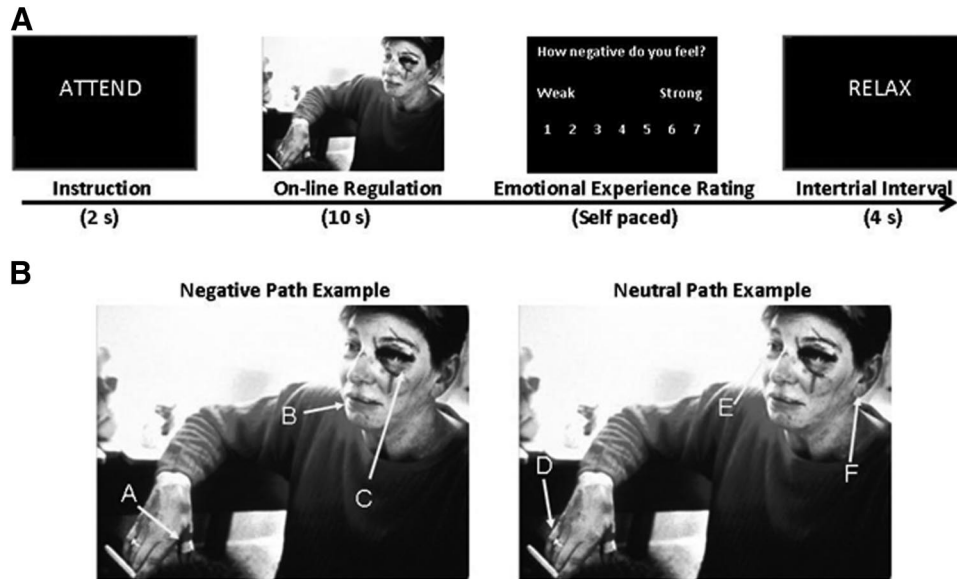 A
ATTEND
How negative do you feel?
Weak Strong
1 2 3 4 5 6 7
RELAX
Instruction On-line Regulation Emotional Experience Rating Intertrial Interval
(2 s) (10 s) (Self paced) (4 s)
B
Negative Path Example Neutral Path Example
A B C
D E F